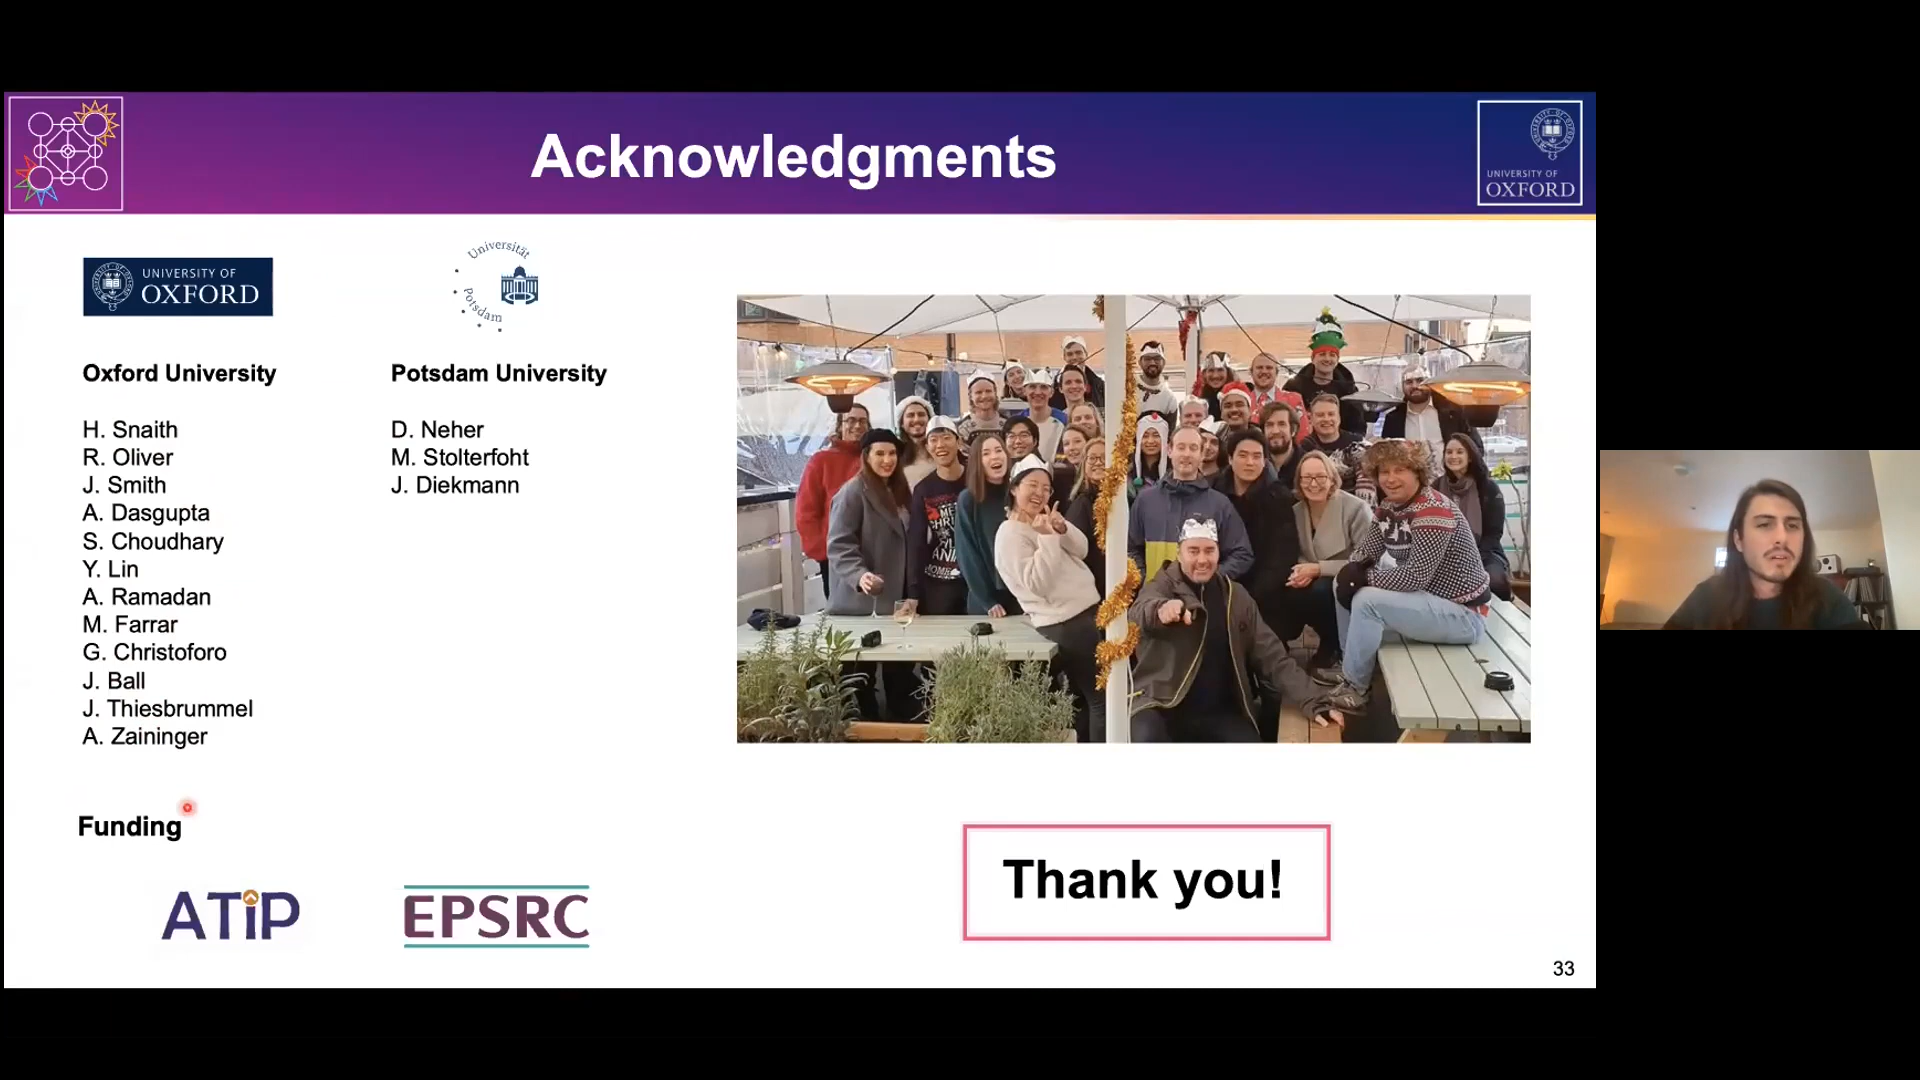 Acknowledgments
UNIVERSITY OF
OXFORD
UNIVERSITY OF
OXFORD
Universität
Potsdam
Oxford University
H. Snaith
R. Oliver
J. Smith
A. Dasgupta
S. Choudhary
Y. Lin
A. Ramadan
M. Farrar
G. Christoforo
J. Ball
J. Thiesbrummel
A. Zaininger
Potsdam University
D. Neher
M. Stolterfoht
J. Diekmann
Funding
ATiP
EPSRC
Thank you!
33